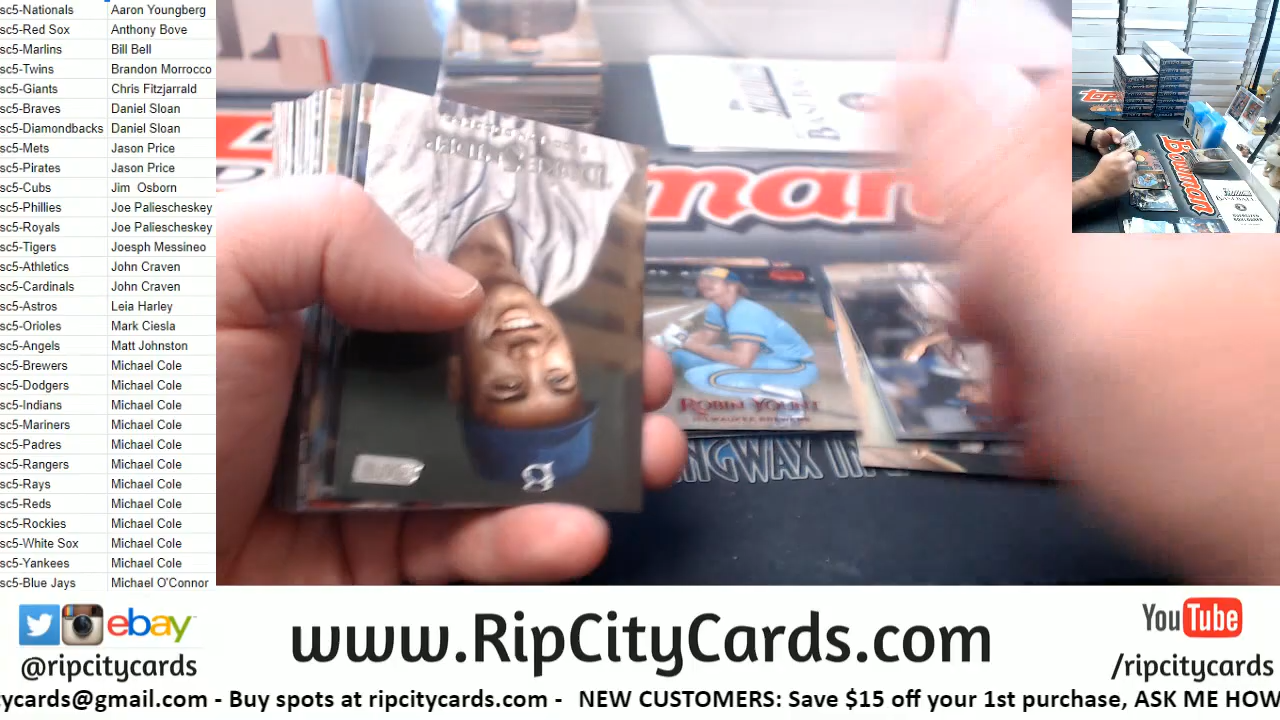 sc5-Nationals Aaron Youngberg
sc5-Red Sox Anthony Bove
sc5-Marlins Bill Bell
sc5-Twins Brandon Morrocco
sc5-Giants Chris Fitzjarrald
sc5-Braves Daniel Sloan
sc5-Diamondbacks Daniel Sloan
sc5-Mets Jason Price
sc5-Pirates Jason Price
sc5-Cubs Jim Osborn
sc5-Phillies Joe Paliescheskey
sc5-Royals Joe Paliescheskey
sc5-Tigers Joesph Messineo
sc5-Athletics John Craven
sc5-Cardinals John Craven
sc5-Astros Leia Harley
sc5-Orioles Mark Ciesla
sc5-Angels Matt Johnston
sc5-Brewers Michael Cole
sc5-Dodgers Michael Cole
sc5-Indians Michael Cole
sc5-Mariners Michael Cole
sc5-Padres Michael Cole
sc5-Rangers Michael Cole
sc5-Rays Michael Cole
sc5-Reds Michael Cole
sc5-Rockies Michael Cole
sc5-White Sox Michael Cole
sc5-Yankees Michael Cole
sc5-Blue Jays Michael O'Connor
man
ROBIN YOUNT
MILWAUKEE BREWERS
NGWAX IN
BOWMAN
ebay
@ripcitycards
www.RipCityCards.com
YouTube
/ripcitycards
tycards@gmail.com - Buy spots at ripcitycards.com - NEW CUSTOMERS: Save $15 off your 1st purchase, ASK ME HOW